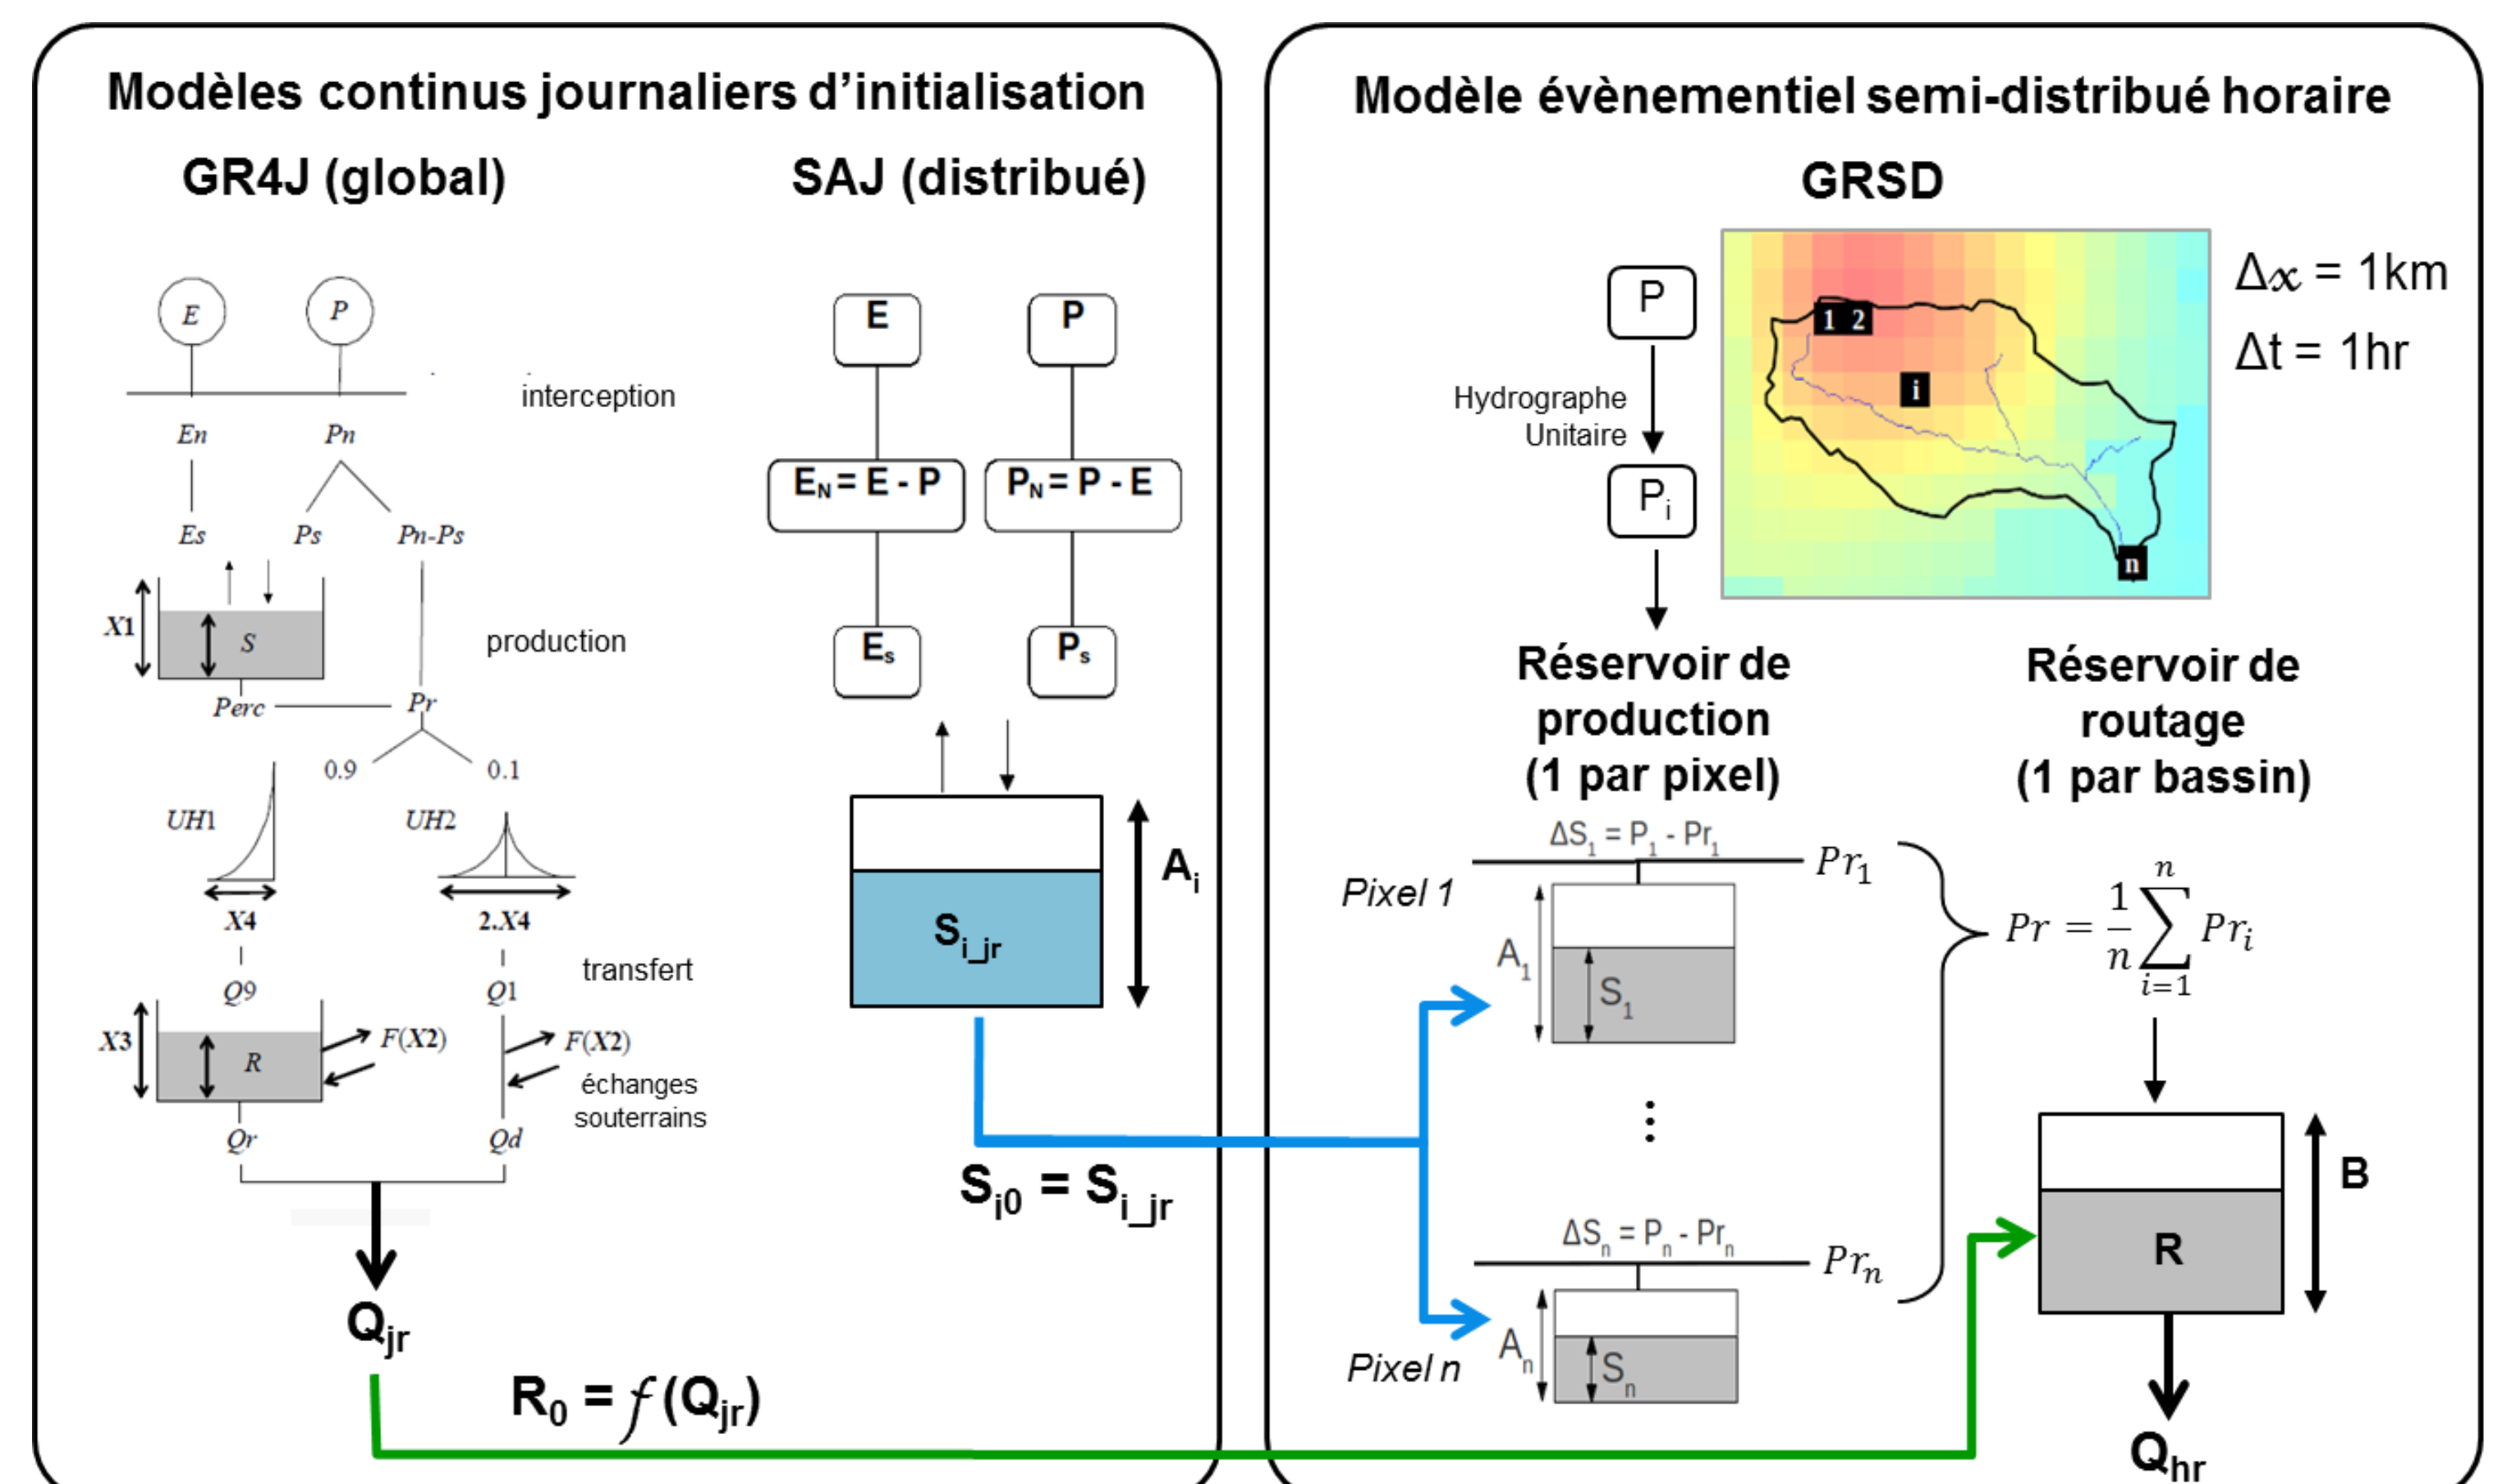 Modèles continus journaliers d'initialisation
GR4J (global)
SAJ (distribué)
E
P
interception
En
Pn
Es
Ps
Pn-Ps
X1
S
production
Perc
Pr
0.9
0.1
UH1
UH2
X4
2.X4
Q9
Q1
transfert
X3
R
F(X2)
F(X2)
échanges
souterrains
Qr
Qd
Qjr
R0 = f (Qjr)
E
P
EN = E - P
PN = P - E
Es
Ps
Si_jr
Ai
Si0 = Si_jr
Modèle évènementiel semi-distribué horaire
GRSD
P
Hydrographe
Unitaire
Pi
1 2
i
n
Δx = 1km
Δt = 1hr
Réservoir de
production
(1 par pixel)
Réservoir de
routage
(1 par bassin)
ΔS1 = P1 - Pr1
Pr1
Pixel 1
A1
S1
⋮
ΔSn = Pn - Prn
Prn
Pixel n
An
Sn
Pr = 1/n ∑ i=1 n Pri
R
B
Qhr